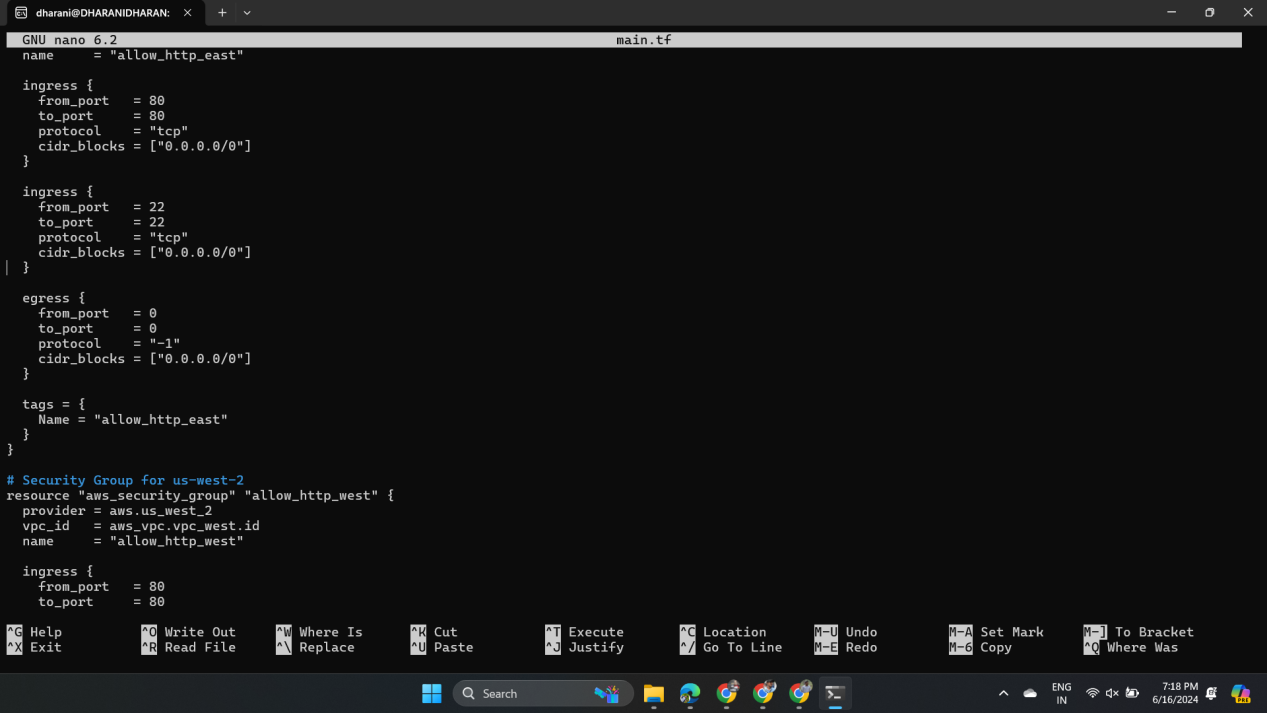 dharani@DHARANIDHARAN:
GNU nano 6.2 main.tf
  name     = "allow_http_east"

  ingress {
    from_port   = 80
    to_port     = 80
    protocol    = "tcp"
    cidr_blocks = ["0.0.0.0/0"]
  }

  ingress {
    from_port   = 22
    to_port     = 22
    protocol    = "tcp"
    cidr_blocks = ["0.0.0.0/0"]
  }

  egress {
    from_port   = 0
    to_port     = 0
    protocol    = "-1"
    cidr_blocks = ["0.0.0.0/0"]
  }

  tags = {
    Name = "allow_http_east"
  }
}

# Security Group for us-west-2
resource "aws_security_group" "allow_http_west" {
  provider = aws.us_west_2
  vpc_id   = aws_vpc.vpc_west.id
  name     = "allow_http_west"

  ingress {
    from_port   = 80
    to_port     = 80

^G Help ^O Write Out ^W Where Is ^K Cut ^T Execute ^C Location M-U Undo M-A Set Mark M-] To Bracket
^X Exit ^R Read File ^\ Replace ^U Paste ^J Justify ^/ Go To Line M-E Redo M-6 Copy ^Q Where Was
Search
ENG
IN
7:18 PM
6/16/2024
PRE